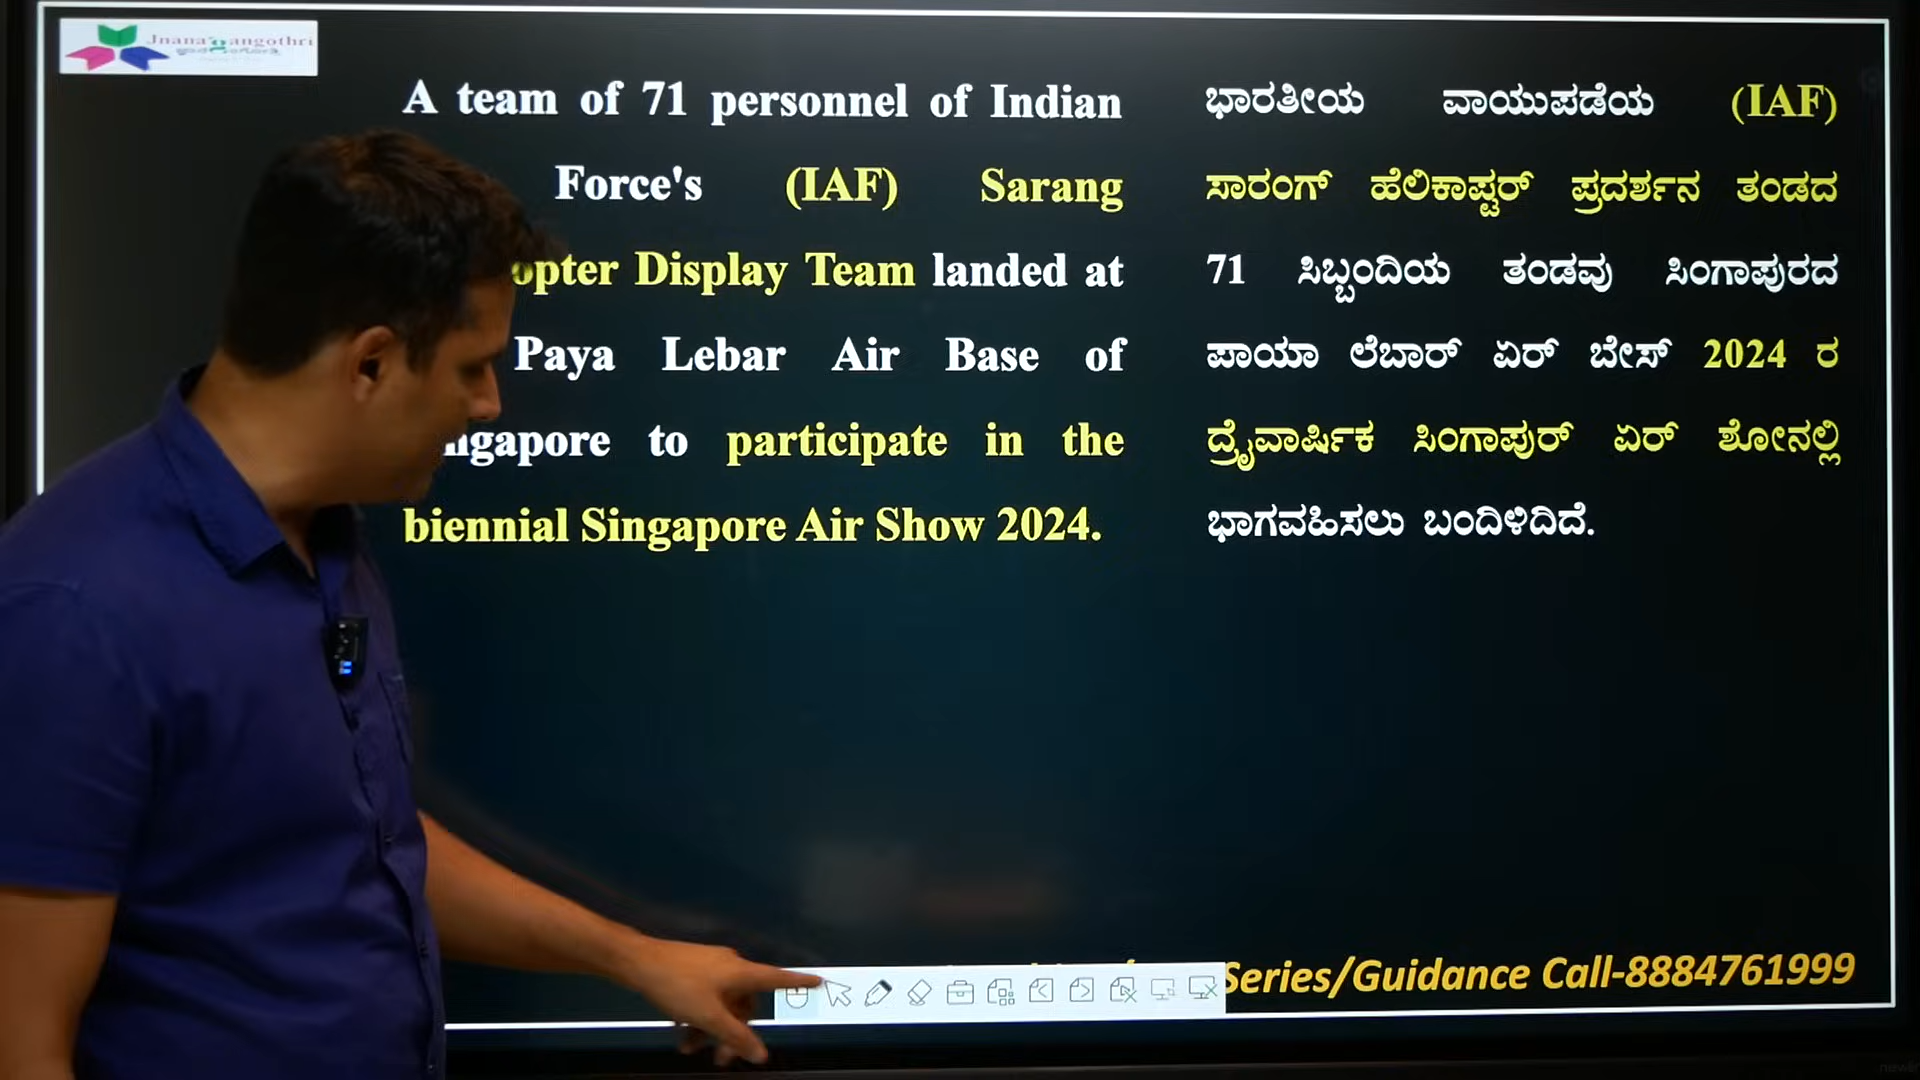 Jnana gangothri
A team of 71 personnel of Indian
Force's (IAF) Sarang
opter Display Team landed at
Paya Lebar Air Base of
ngapore to participate in the
biennial Singapore Air Show 2024.
ಭಾರತೀಯ ವಾಯುಪಡೆಯ (IAF)
ಸಾರಂಗ್ ಹೆಲಿಕಾಪ್ಟರ್ ಪ್ರದರ್ಶನ ತಂಡದ
71 ಸಿಬ್ಬಂದಿಯ ತಂಡವು ಸಿಂಗಾಪುರದ
ಪಾಯಾ ಲೆಬಾರ್ ಏರ್ ಬೇಸ್ 2024 ರ
ದ್ರೈವಾರ್ಷಿಕ ಸಿಂಗಾಪುರ್ ಏರ್ ಶೋನಲ್ಲಿ
ಭಾಗವಹಿಸಲು ಬಂದಿಳಿದಿದೆ.
Series/Guidance Call-8884761999